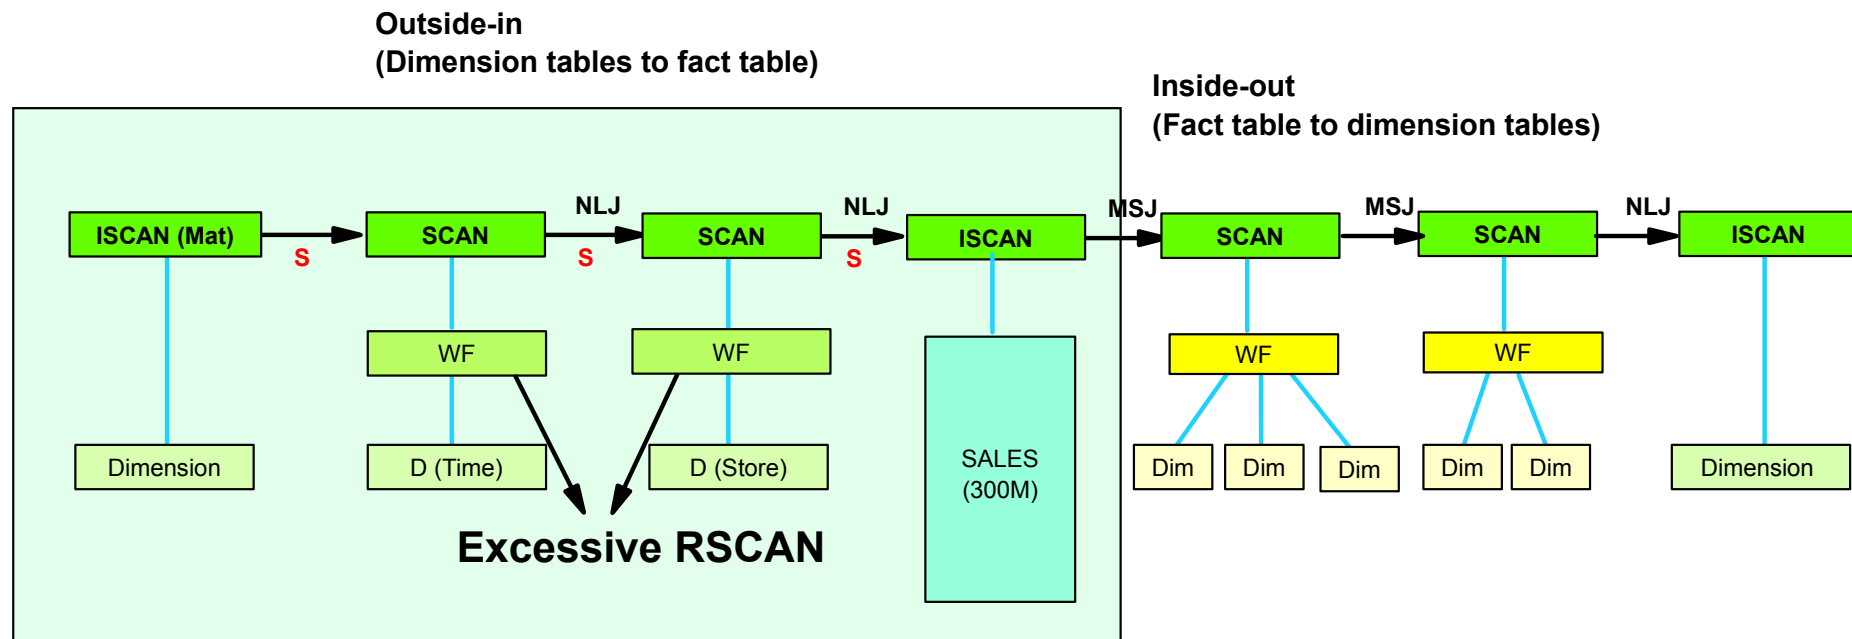 Outside-in
(Dimension tables to fact table)
Inside-out
(Fact table to dimension tables)
NLJ
NLJ
MSJ
MSJ
NLJ
ISCAN (Mat)
SCAN
SCAN
ISCAN
SCAN
SCAN
ISCAN
S
S
S
WF
WF
WF
WF
Dimension
D (Time)
D (Store)
SALES
(300M)
Dim
Dim
Dim
Dim
Dim
Dimension
Excessive RSCAN